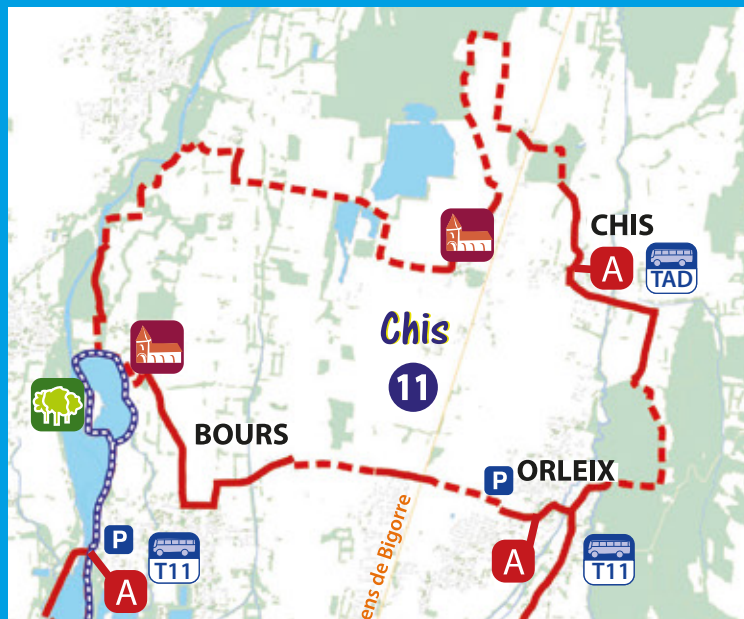 CHIS
A
TAD
Chis
11
BOURS
P
ORLEIX
ens de Bigorre
P
T11
A
A
T11